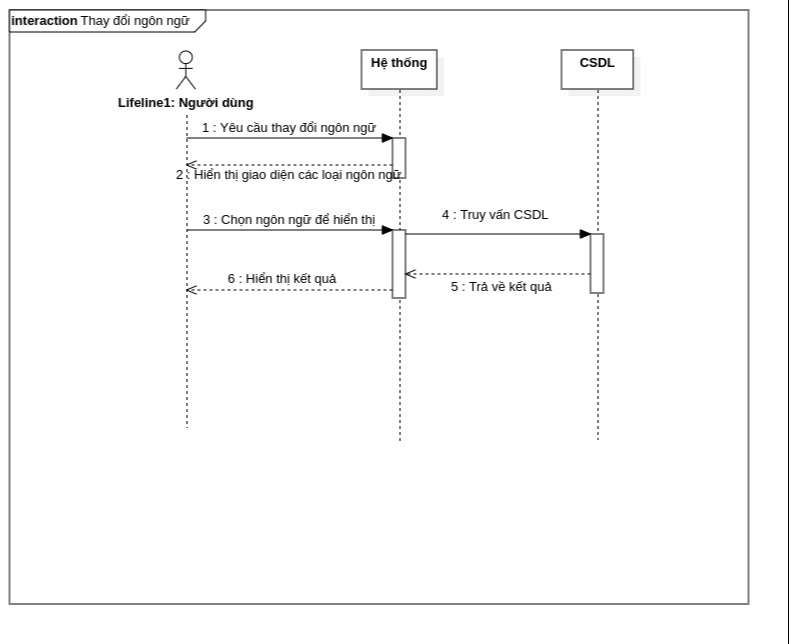 interaction Thay đổi ngôn ngữ
Hệ thống
CSDL
Lifeline1: Người dùng
1 : Yêu cầu thay đổi ngôn ngữ
2 : Hiển thị giao diện các loại ngôn ngữ
3 : Chọn ngôn ngữ để hiển thị
4 : Truy vấn CSDL
6 : Hiển thị kết quả
5 : Trả về kết quả